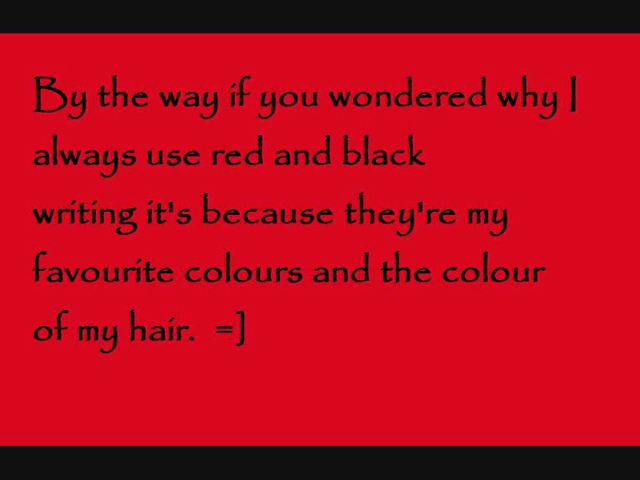 By the way if you wondered why I
always use red and black
writing it's because they're my
favourite colours and the colour
of my hair.  =]